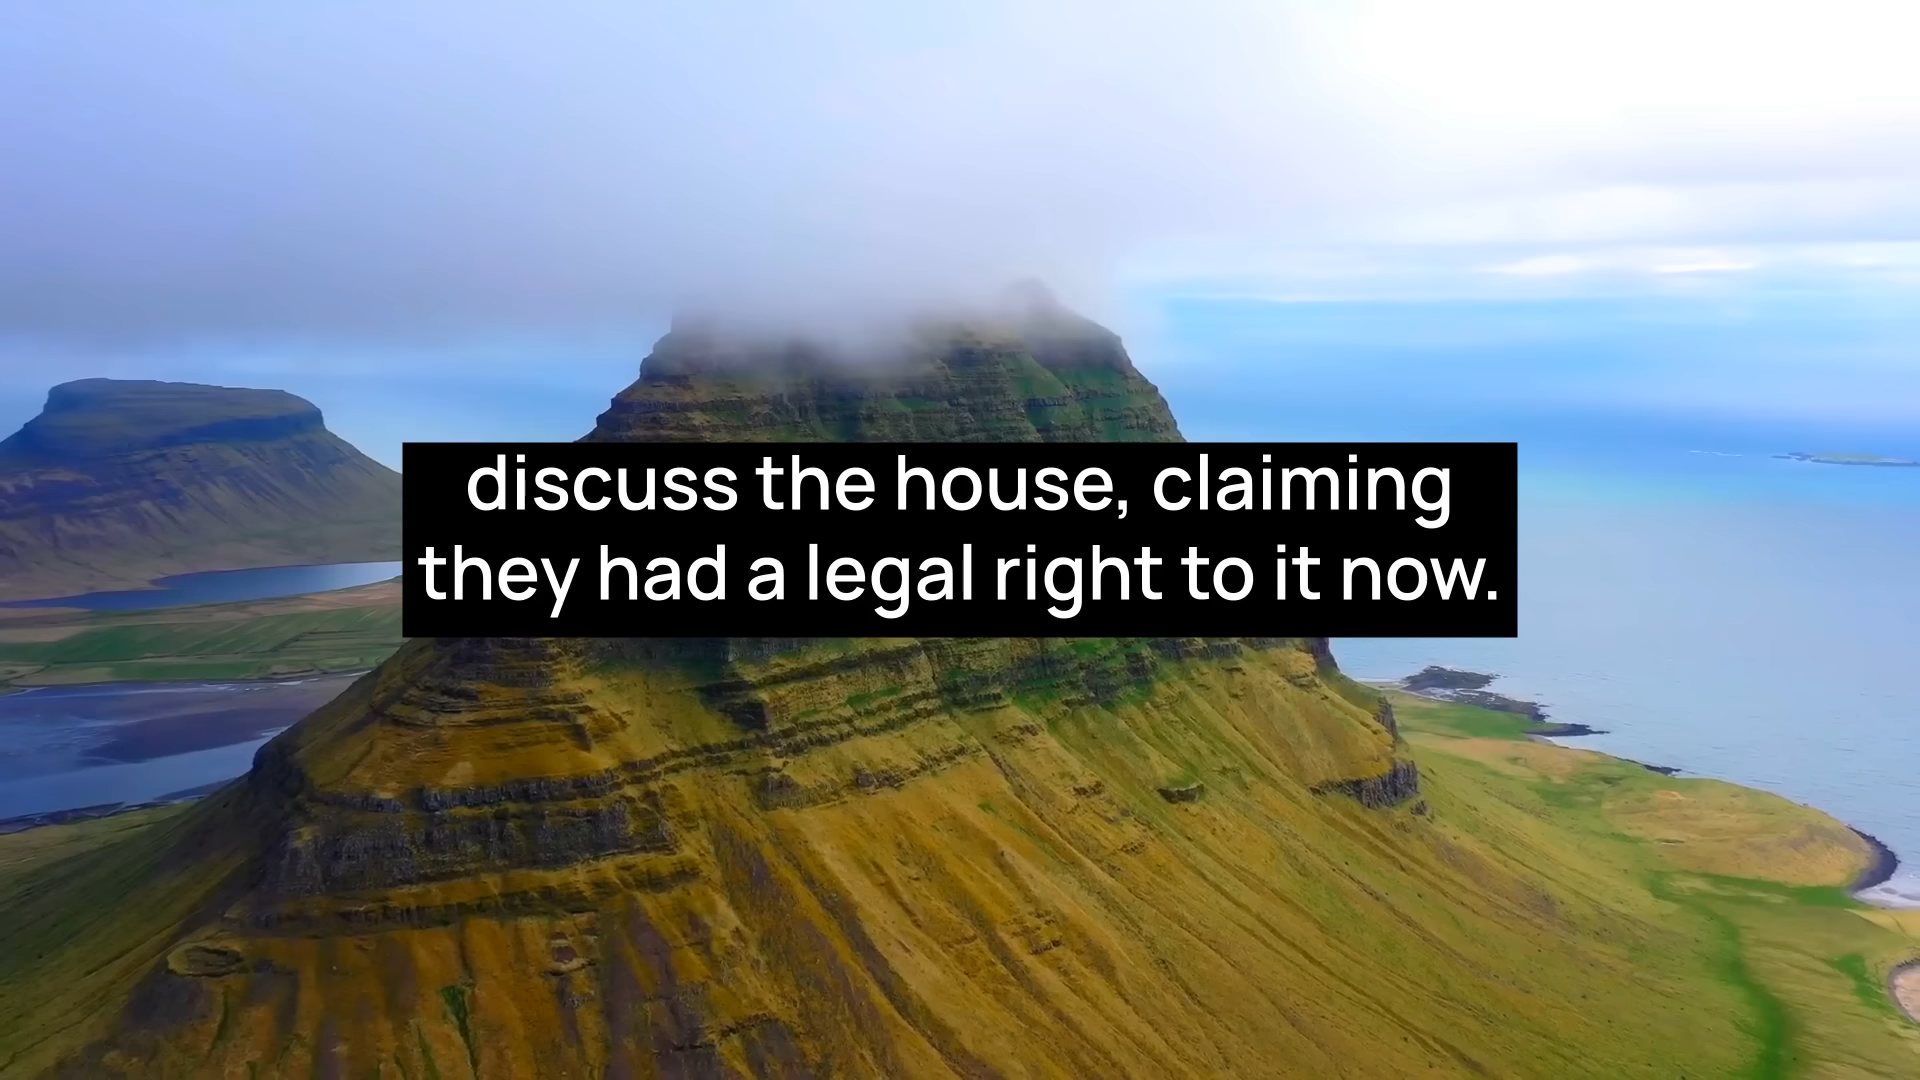 discuss the house, claiming
they had a legal right to it now.